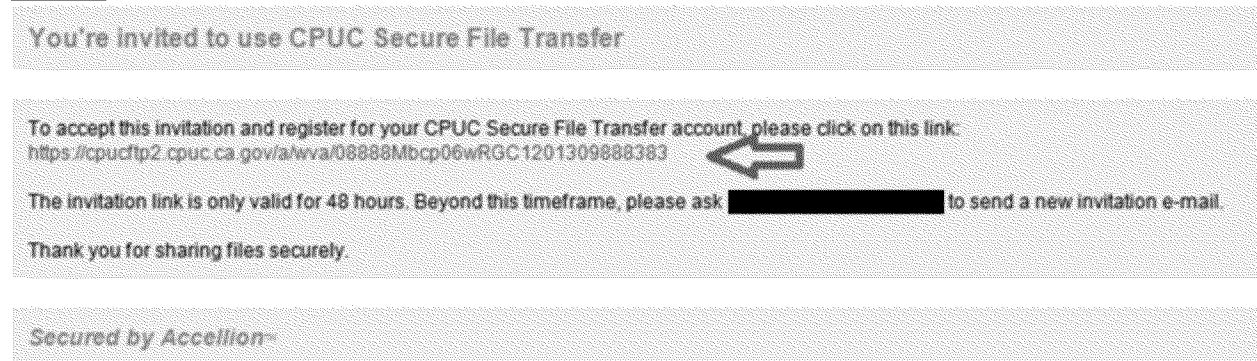 You're invited to use CPUC Secure File Transfer
To accept this invitation and register for your CPUC Secure File Transfer account, please click on this link:
https://cpucftp2.cpuc.ca.gov/a/wva/08888Mbcp06wRGC1201309888383
The invitation link is only valid for 48 hours. Beyond this timeframe, please ask to send a new invitation e-mail.
Thank you for sharing files securely.
Secured by Accellion™